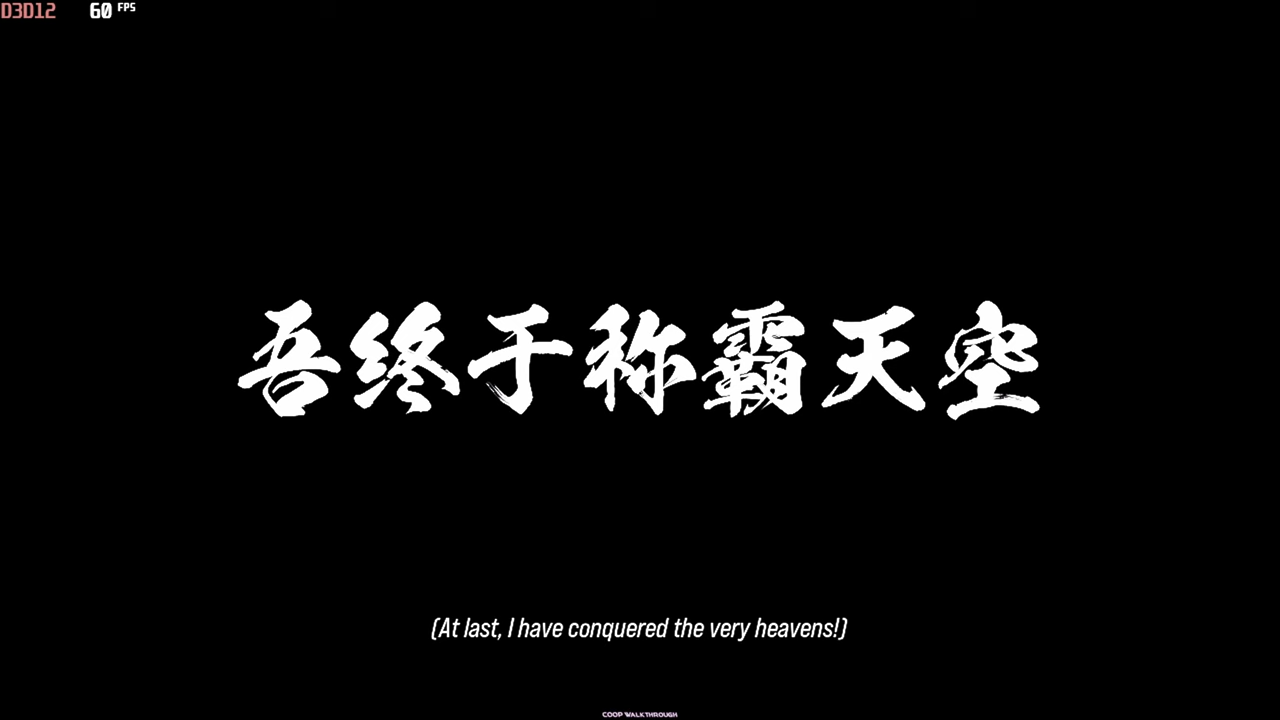 D3D12 60 FPS
吾终于称霸天空
(At last, I have conquered the very heavens!)
COOP WALKTHROUGH